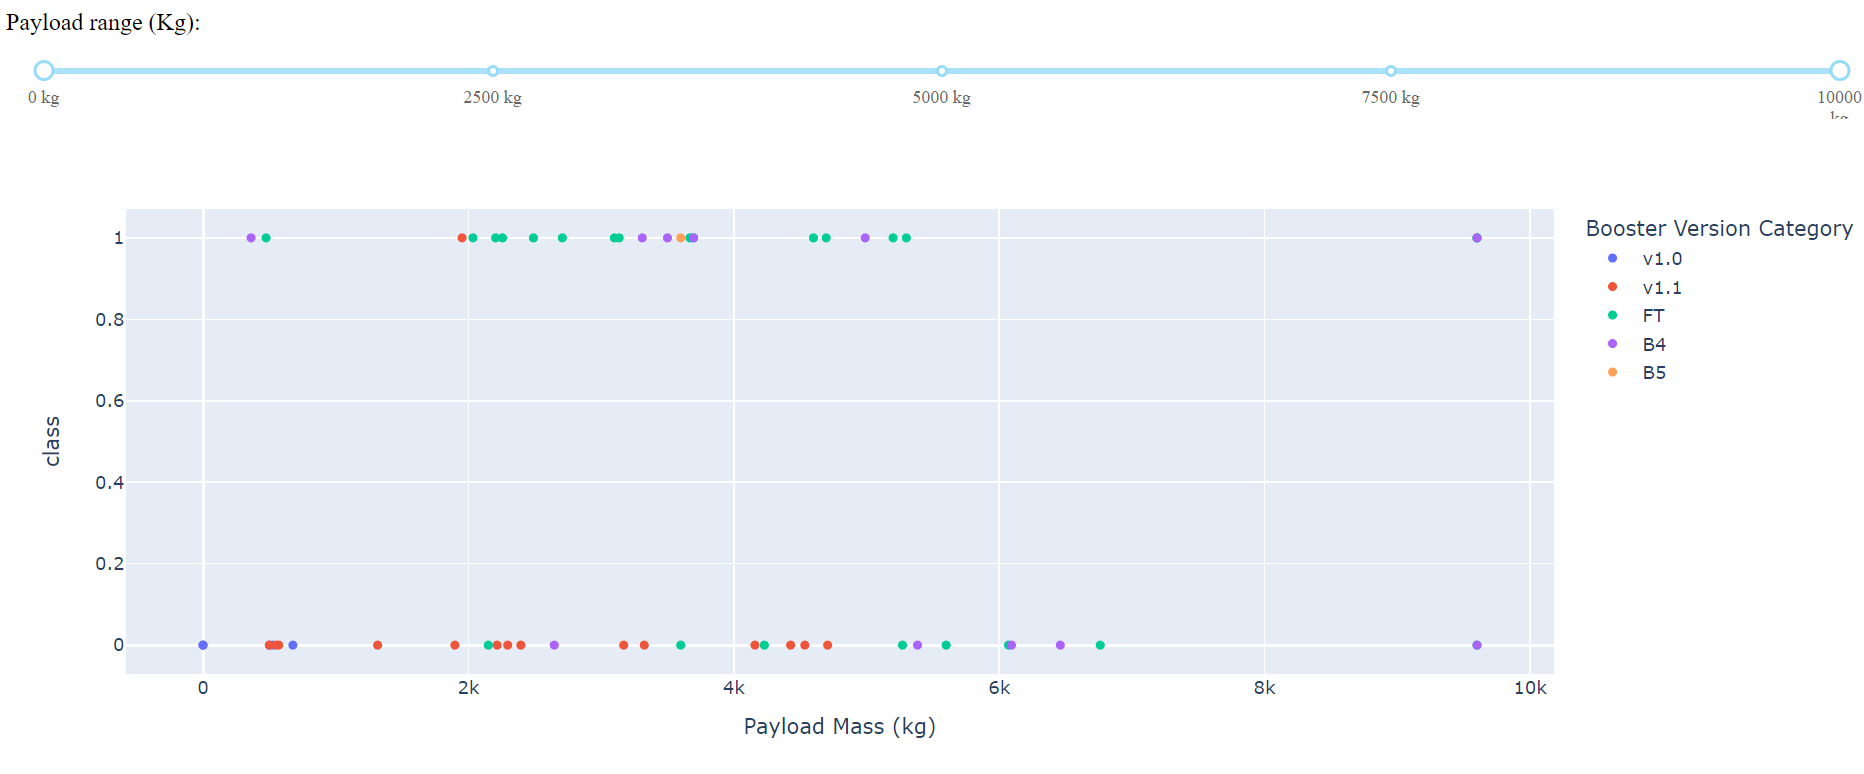 Payload range (Kg):
0 kg
2500 kg
5000 kg
7500 kg
10000
kg
Booster Version Category
v1.0
v1.1
FT
B4
B5
1
0.8
0.6
0.4
0.2
0
class
0 2k 4k 6k 8k 10k
Payload Mass (kg)